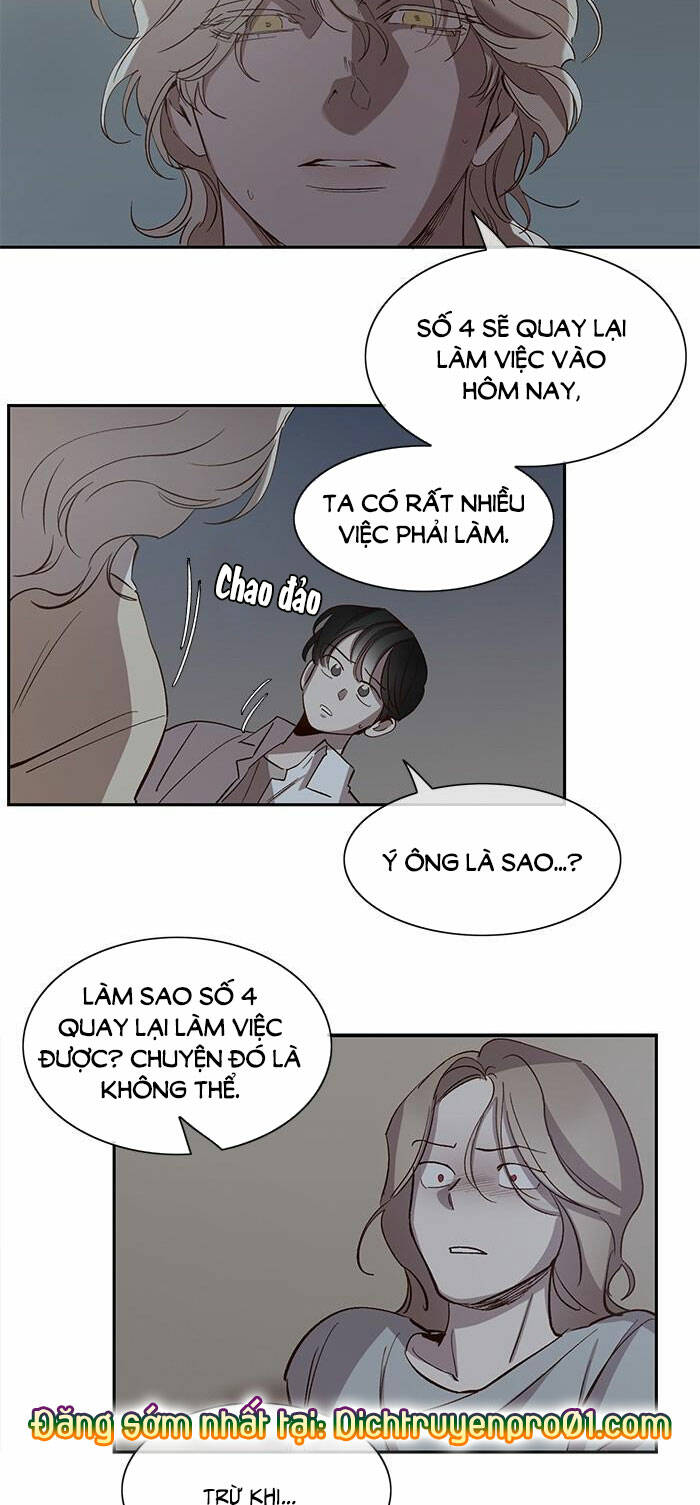 SỐ 4 SẼ QUAY LẠI
LÀM VIỆC VÀO
HÔM NAY,
TA CÓ RẤT NHIỀU
VIỆC PHẢI LÀM.
Chao đảo
Ý ÔNG LÀ SAO...?
LÀM SAO SỐ 4
QUAY LẠI LÀM VIỆC
ĐƯỢC? CHUYỆN ĐÓ LÀ
KHÔNG THỂ.
Đăng sớm nhất tại: Dichtruyenpro01.com
TRỪ KHI...